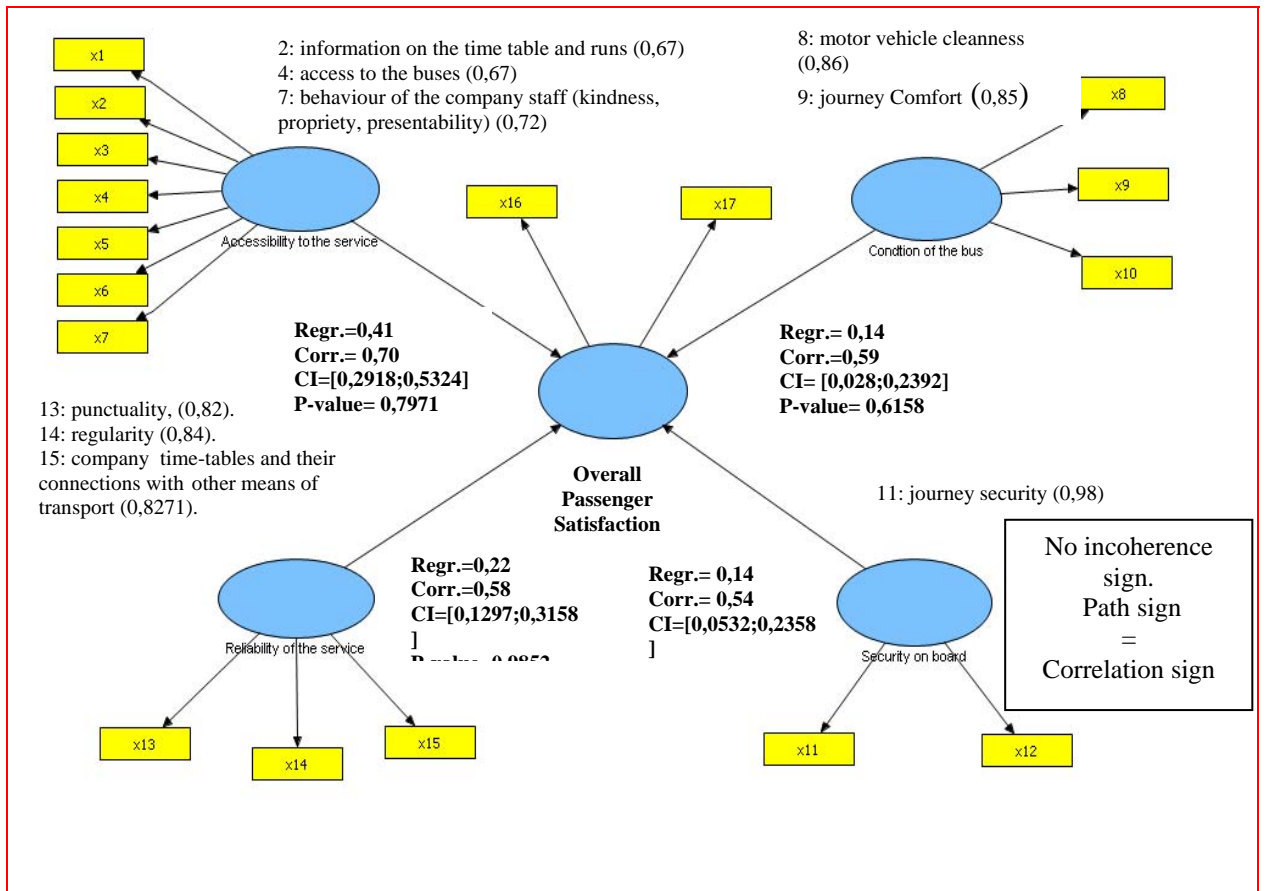 x1
x2
x3
x4
x5
x6
x7
Accessibility to the service
2: information on the time table and runs (0,67)
4: access to the buses (0,67)
7: behaviour of the company staff (kindness,
propriety, presentability) (0,72)
8: motor vehicle cleanness
(0,86)
9: journey Comfort (0,85)
x8
x9
x10
Condtion of the bus
x16
x17
Regr.=0,41
Corr.= 0,70
CI=[0,2918;0,5324]
P-value= 0,7971
Regr.= 0,14
Corr.=0,59
CI= [0,028;0,2392]
P-value= 0,6158
13: punctuality, (0,82).
14: regularity (0,84).
15: company time-tables and their
connections with other means of
transport (0,8271).
Overall
Passenger
Satisfaction
11: journey security (0,98)
Regr.=0,22
Corr.=0,58
CI=[0,1297;0,3158
]
Regr.= 0,14
Corr.= 0,54
CI=[0,0532;0,2358
]
Reliability of the service
Security on board
No incoherence
sign.
Path sign
=
Correlation sign
x13
x14
x15
x11
x12